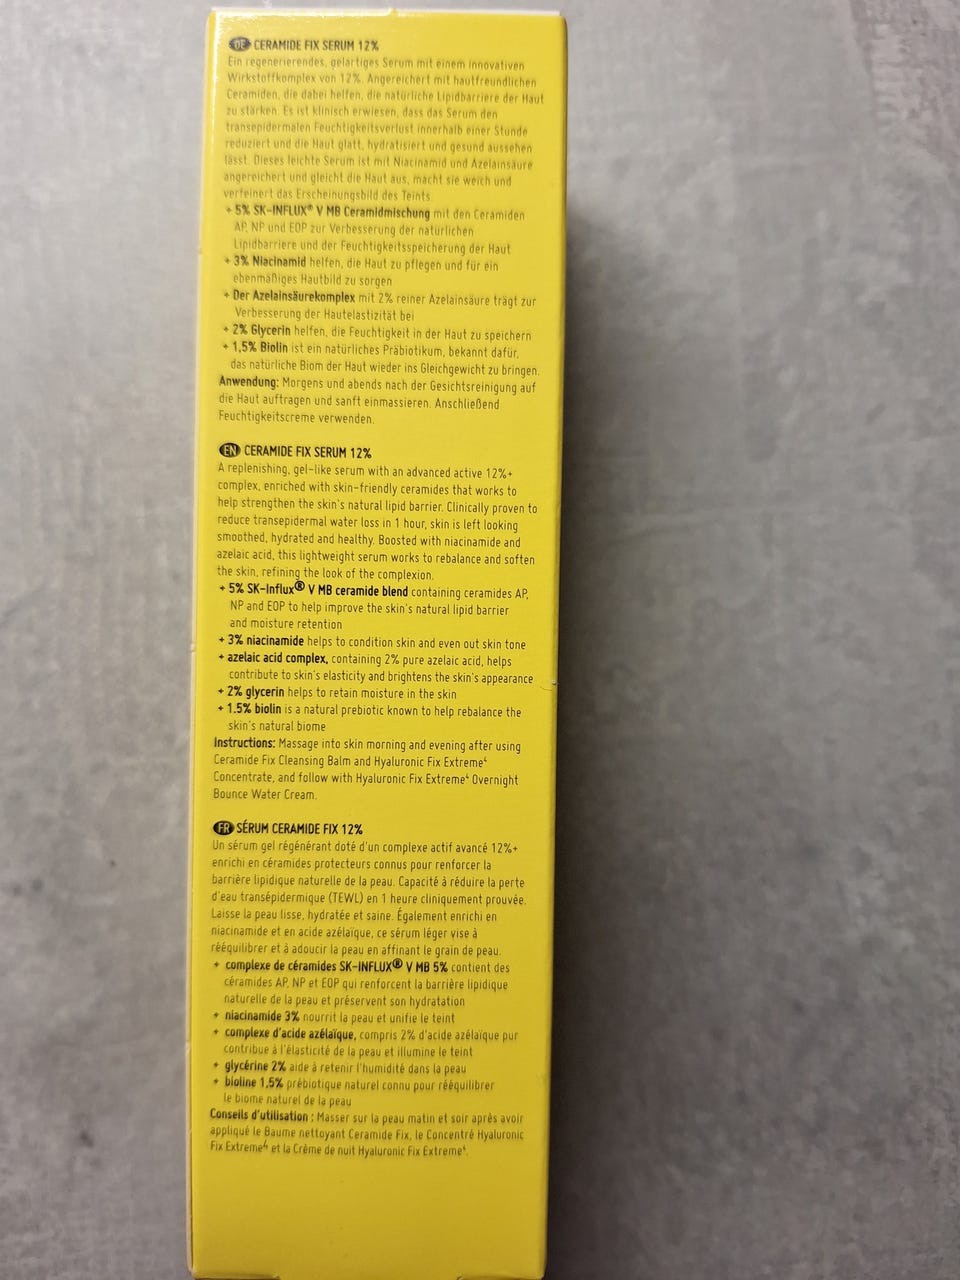 DE CERAMIDE FIX SERUM 12%
Ein regenerierendes, gelartiges Serum mit einem innovativen
Wirkstoffkomplex von 12%. Angereichert mit hautfreundlichen
Ceramiden, die dabei helfen, die natürliche Lipidbarriere der Haut
zu stärken. Es ist klinisch erwiesen, dass das Serum den
transepidermalen Feuchtigkeitsverlust innerhalb einer Stunde
reduziert und die Haut glatt, hydratisiert und gesund aussehen
lässt. Dieses leichte Serum ist mit Niacinamid und Azelainsäure
angereichert und gleicht die Haut aus, macht sie weich und
verfeinert das Erscheinungsbild des Teints.
+ 5% SK-INFLUX® V MB Ceramidmischung mit den Ceramiden
AP, NP und EOP zur Verbesserung der natürlichen
Lipidbarriere und der Feuchtigkeitsspeicherung der Haut
+ 3% Niacinamid helfen, die Haut zu pflegen und für ein
ebenmäßiges Hautbild zu sorgen
+ Der Azelainsäurekomplex mit 2% reiner Azelainsäure trägt zur
Verbesserung der Hautelastizität bei
+ 2% Glycerin helfen, die Feuchtigkeit in der Haut zu speichern
+ 1,5% Biolin ist ein natürliches Präbiotikum, bekannt dafür,
das natürliche Biom der Haut wieder ins Gleichgewicht zu bringen.
Anwendung: Morgens und abends nach der Gesichtsreinigung auf
die Haut auftragen und sanft einmassieren. Anschließend
Feuchtigkeitscreme verwenden.
EN CERAMIDE FIX SERUM 12%
A replenishing, gel-like serum with an advanced active 12%+
complex, enriched with skin-friendly ceramides that works to
help strengthen the skin's natural lipid barrier. Clinically proven to
reduce transepidermal water loss in 1 hour, skin is left looking
smoothed, hydrated and healthy. Boosted with niacinamide and
azelaic acid, this lightweight serum works to rebalance and soften
the skin, refining the look of the complexion.
+ 5% SK-Influx® V MB ceramide blend containing ceramides AP,
NP and EOP to help improve the skin's natural lipid barrier
and moisture retention
+ 3% niacinamide helps to condition skin and even out skin tone
+ azelaic acid complex, containing 2% pure azelaic acid, helps
contribute to skin's elasticity and brightens the skin's appearance
+ 2% glycerin helps to retain moisture in the skin
+ 1.5% biolin is a natural prebiotic known to help rebalance the
skin's natural biome
Instructions: Massage into skin morning and evening after using
Ceramide Fix Cleansing Balm and Hyaluronic Fix Extreme⁴
Concentrate, and follow with Hyaluronic Fix Extreme⁴ Overnight
Bounce Water Cream.
FR SÉRUM CERAMIDE FIX 12%
Un sérum gel régénérant doté d'un complexe actif avancé 12%+
enrichi en céramides protecteurs connus pour renforcer la
barrière lipidique naturelle de la peau. Capacité à réduire la perte
d'eau transépidermique (TEWL) en 1 heure cliniquement prouvée.
Laisse la peau lisse, hydratée et saine. Également enrichi en
niacinamide et en acide azélaïque, ce sérum léger vise à
rééquilibrer et à adoucir la peau en affinant le grain de peau.
+ complexe de céramides SK-INFLUX® V MB 5% contient des
céramides AP, NP et EOP qui renforcent la barrière lipidique
naturelle de la peau et préservent son hydratation
+ niacinamide 3% nourrit la peau et unifie le teint
+ complexe d'acide azélaïque, compris 2% d'acide azélaïque pur
contribue à l'élasticité de la peau et illumine le teint
+ glycérine 2% aide à retenir l'humidité dans la peau
+ bioline 1,5% prébiotique naturel connu pour rééquilibrer
le biome naturel de la peau
Conseils d'utilisation : Masser sur la peau matin et soir après avoir
appliqué le Baume nettoyant Ceramide Fix, le Concentré Hyaluronic
Fix Extreme⁴ et la Crème de nuit Hyaluronic Fix Extreme⁴.